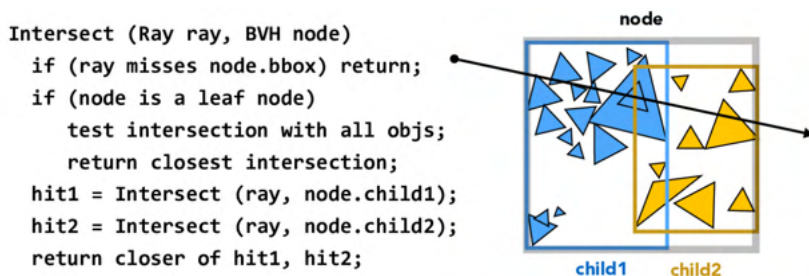 Intersect (Ray ray, BVH node)
if (ray misses node.bbox) return;
if (node is a leaf node)
test intersection with all objs;
return closest intersection;
hit1 = Intersect (ray, node.child1);
hit2 = Intersect (ray, node.child2);
return closer of hit1, hit2;
node
child1
child2